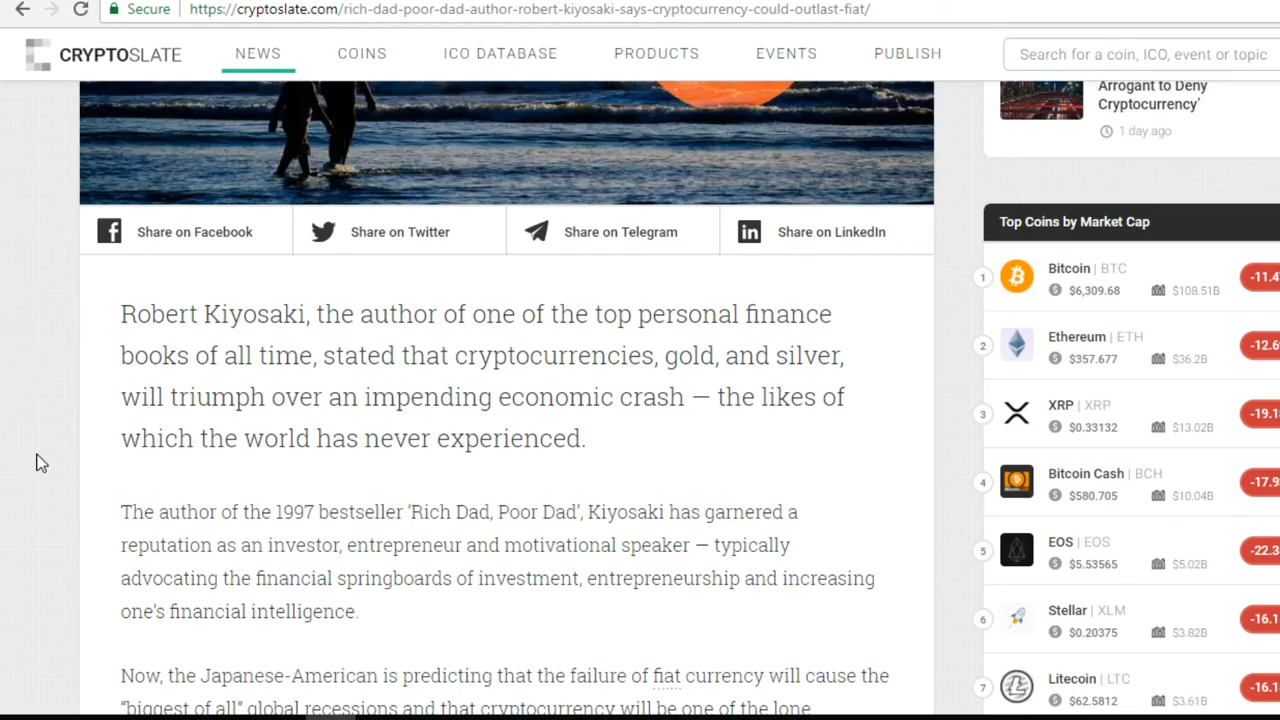 Secure https://cryptoslate.com/rich-dad-poor-dad-author-robert-kiyosaki-says-cryptocurrency-could-outlast-fiat/
CRYPTOSLATE NEWS COINS ICO DATABASE PRODUCTS EVENTS PUBLISH Search for a coin, ICO, event or topic
Share on Facebook Share on Twitter Share on Telegram Share on LinkedIn
Robert Kiyosaki, the author of one of the top personal finance
books of all time, stated that cryptocurrencies, gold, and silver,
will triumph over an impending economic crash — the likes of
which the world has never experienced.
The author of the 1997 bestseller ‘Rich Dad, Poor Dad’, Kiyosaki has garnered a
reputation as an investor, entrepreneur and motivational speaker — typically
advocating the financial springboards of investment, entrepreneurship and increasing
one’s financial intelligence.
Now, the Japanese-American is predicting that the failure of fiat currency will cause the
“biggest of all” global recessions and that cryptocurrency will be one of the lone
Arrogant to Deny
Cryptocurrency’
1 day ago
Top Coins by Market Cap
1 Bitcoin | BTC
$6,309.68 $108.51B -11.4
2 Ethereum | ETH
$357.677 $36.2B -12.6
3 XRP | XRP
$0.33132 $13.02B -19.1
4 Bitcoin Cash | BCH
$580.705 $10.04B -17.9
5 EOS | EOS
$5.53565 $5.02B -22.3
6 Stellar | XLM
$0.20375 $3.82B -16.1
7 Litecoin | LTC
$62.5812 $3.61B -16.1